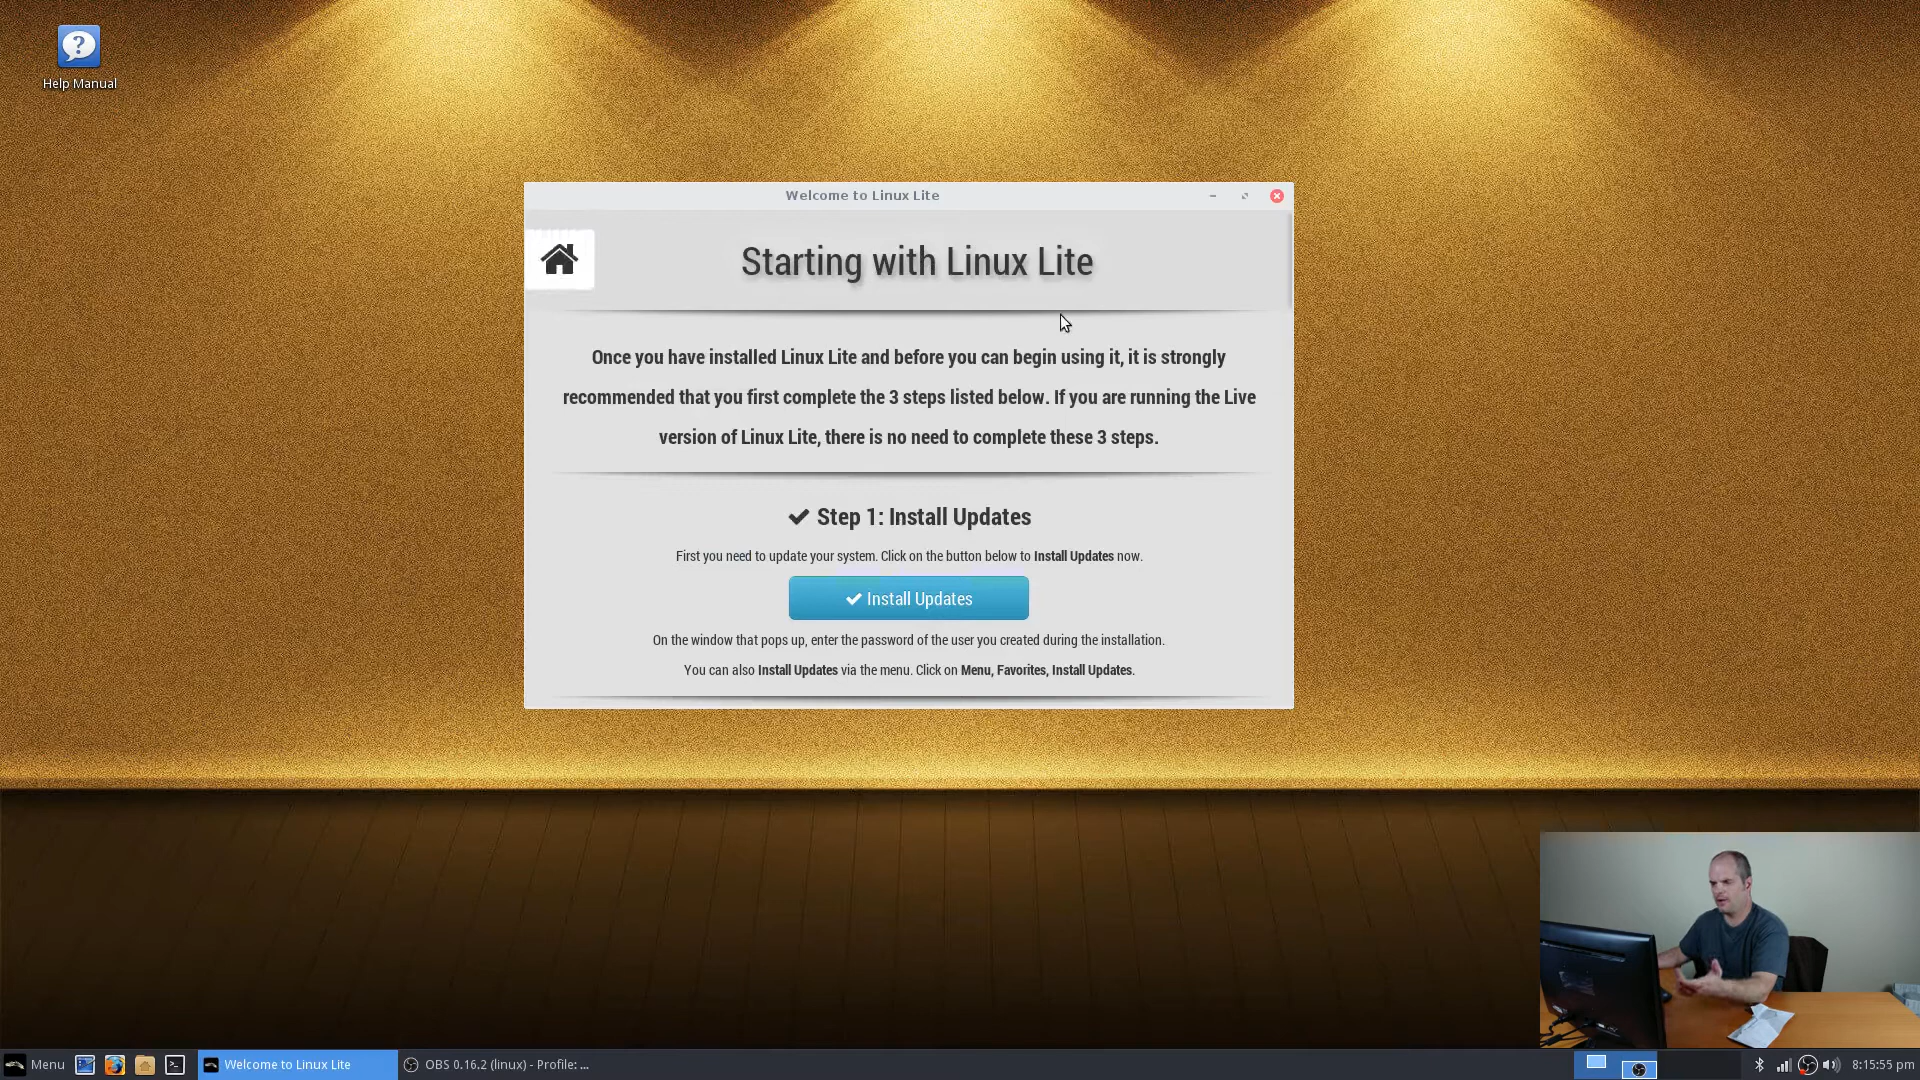 Help Manual
Welcome to Linux Lite
Starting with Linux Lite
Once you have installed Linux Lite and before you can begin using it, it is strongly
recommended that you first complete the 3 steps listed below. If you are running the Live
version of Linux Lite, there is no need to complete these 3 steps.
Step 1: Install Updates
First you need to update your system. Click on the button below to Install Updates now.
Install Updates
On the window that pops up, enter the password of the user you created during the installation.
You can also Install Updates via the menu. Click on Menu, Favorites, Install Updates.
Menu
Welcome to Linux Lite
OBS 0.16.2 (linux) - Profile: ...
8:15:55 pm